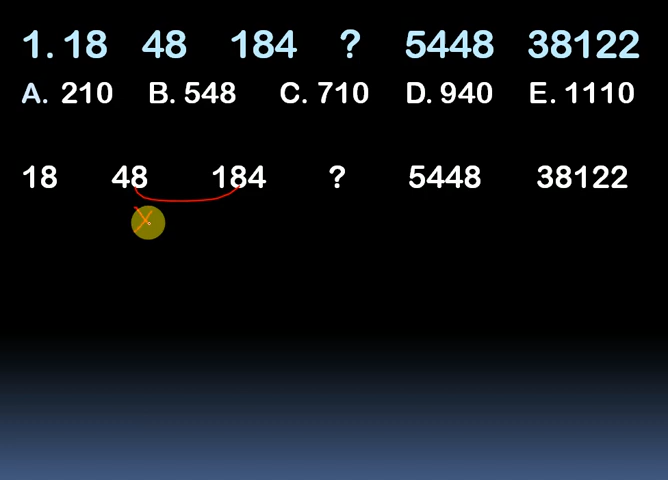 1. 18 48 184 ? 5448 38122
A. 210 B. 548 C. 710 D. 940 E. 1110
18 48 184 ? 5448 38122
×